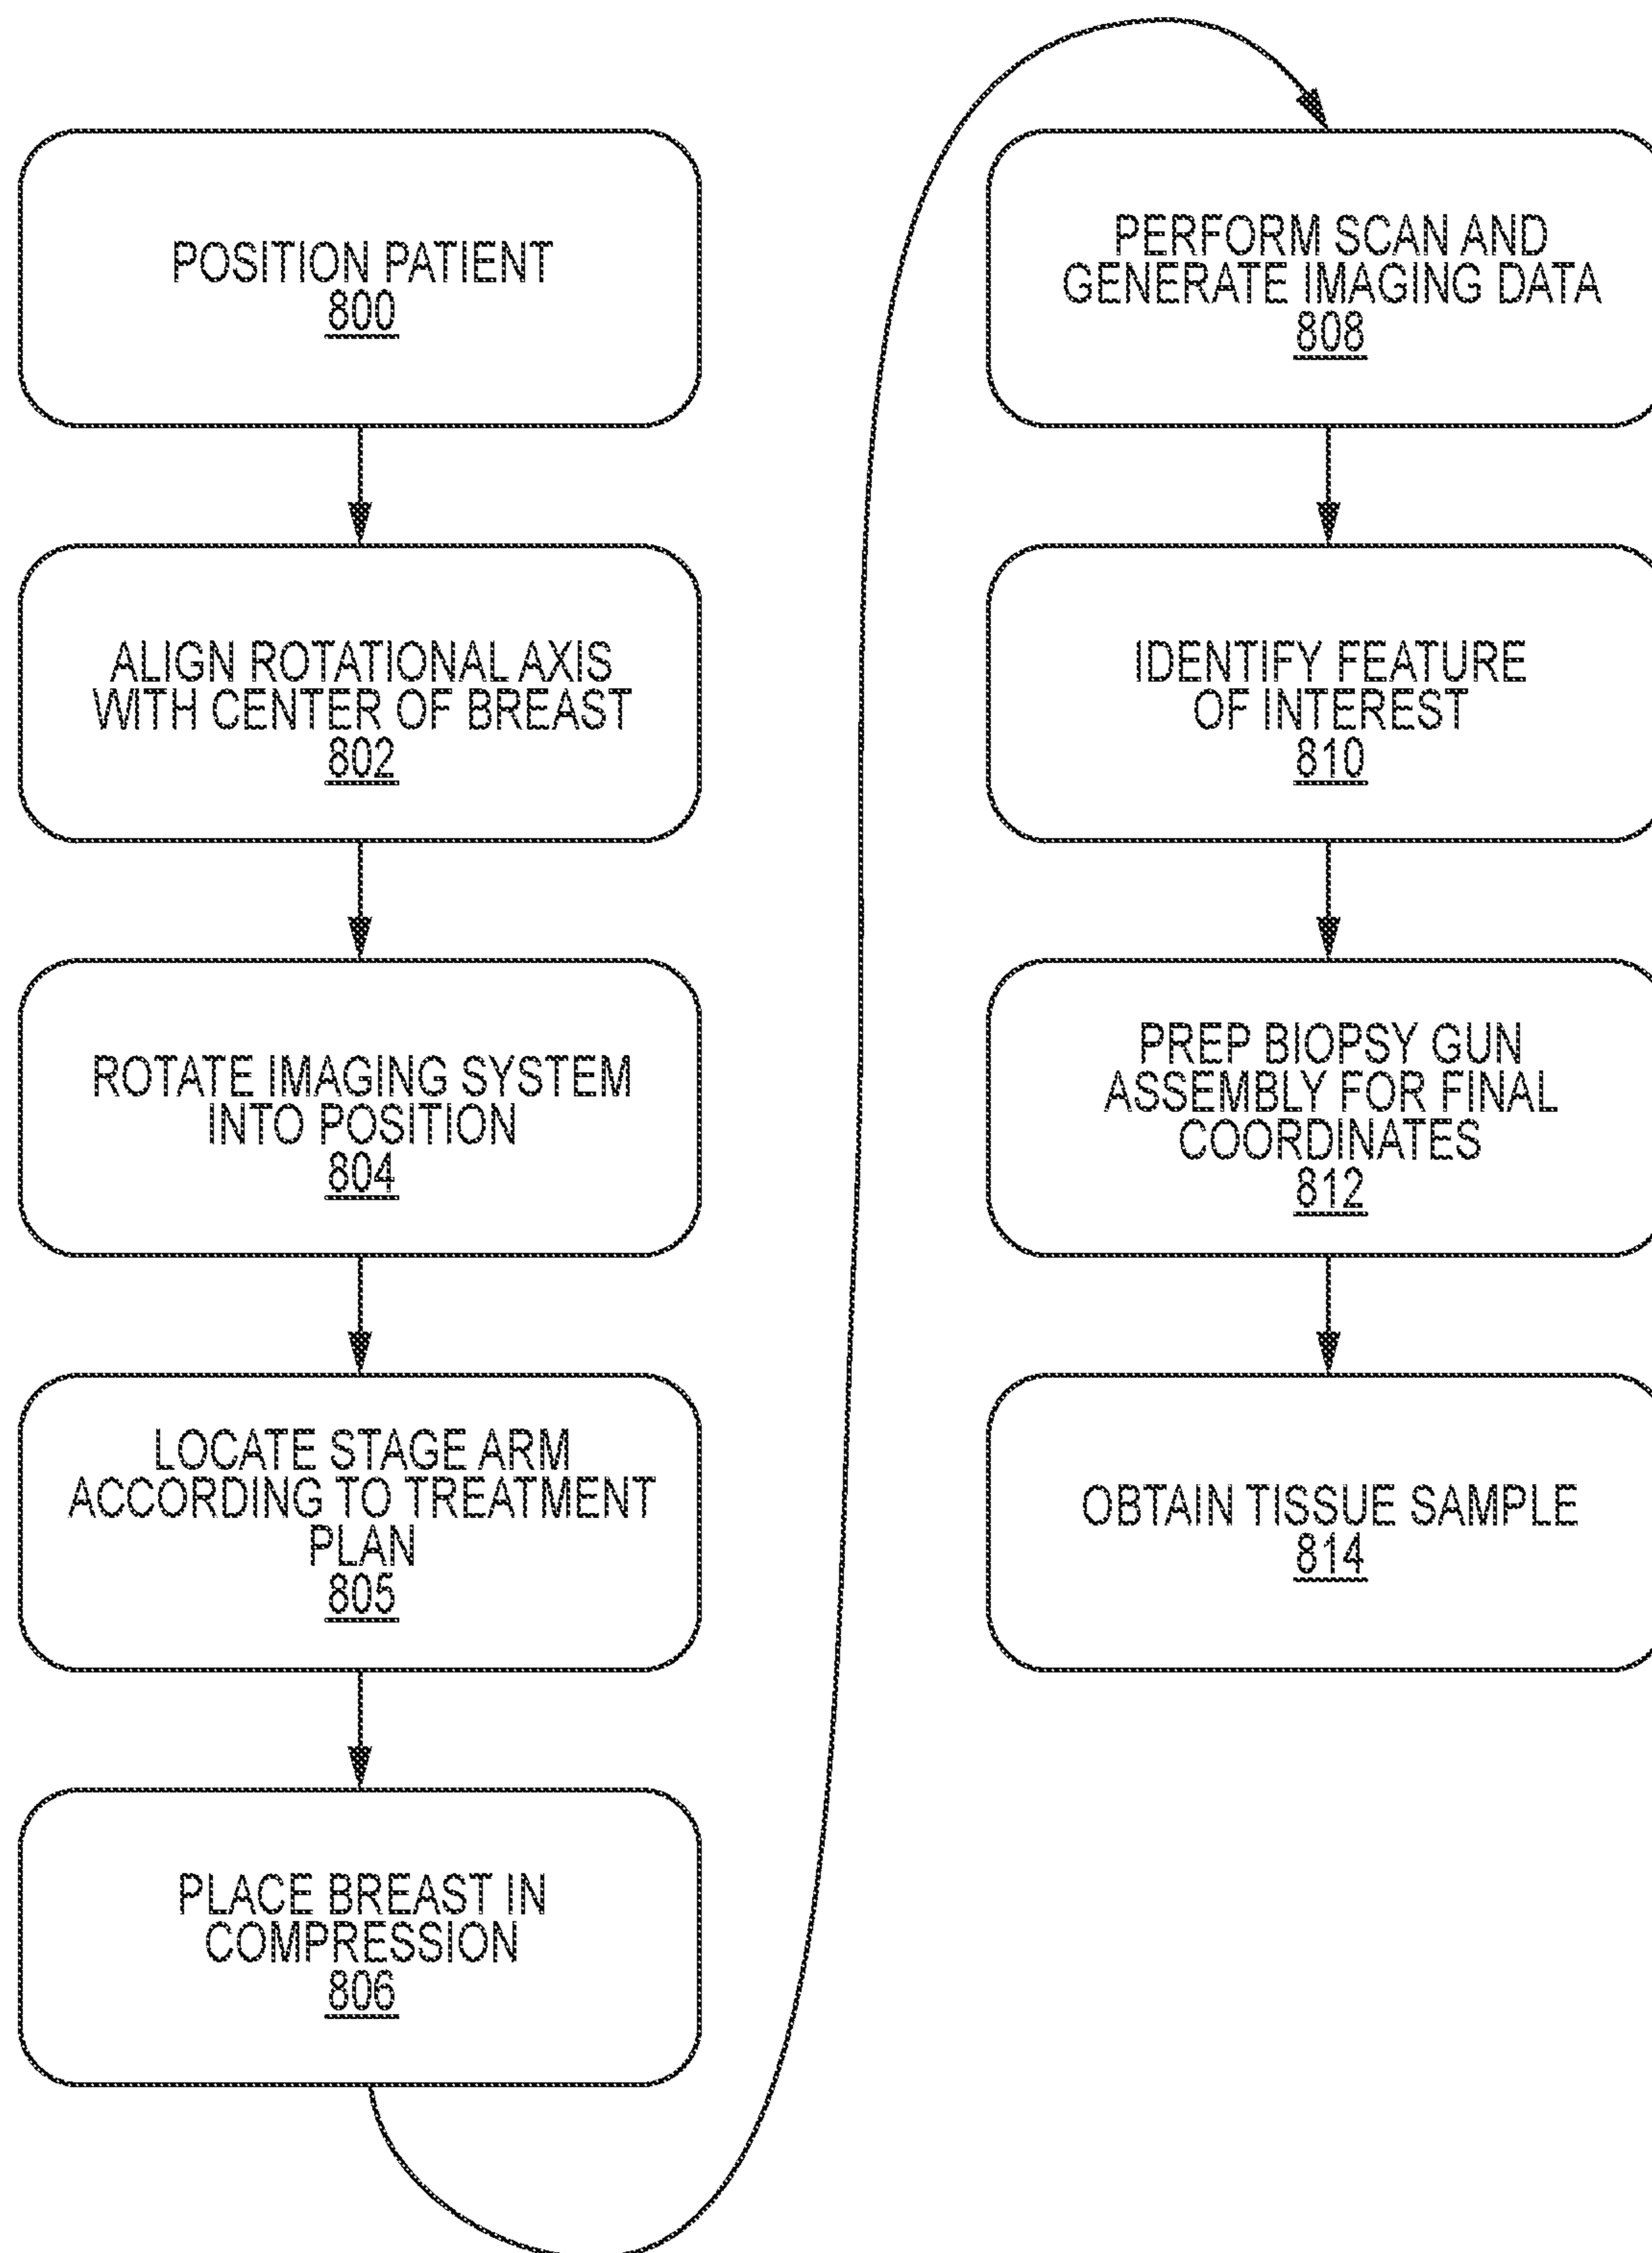 POSITION PATIENT
800
ALIGN ROTATIONAL AXIS
WITH CENTER OF BREAST
802
ROTATE IMAGING SYSTEM
INTO POSITION
804
LOCATE STAGE ARM
ACCORDING TO TREATMENT
PLAN
805
PLACE BREAST IN
COMPRESSION
806
PERFORM SCAN AND
GENERATE IMAGING DATA
808
IDENTIFY FEATURE
OF INTEREST
810
PREP BIOPSY GUN
ASSEMBLY FOR FINAL
COORDINATES
812
OBTAIN TISSUE SAMPLE
814